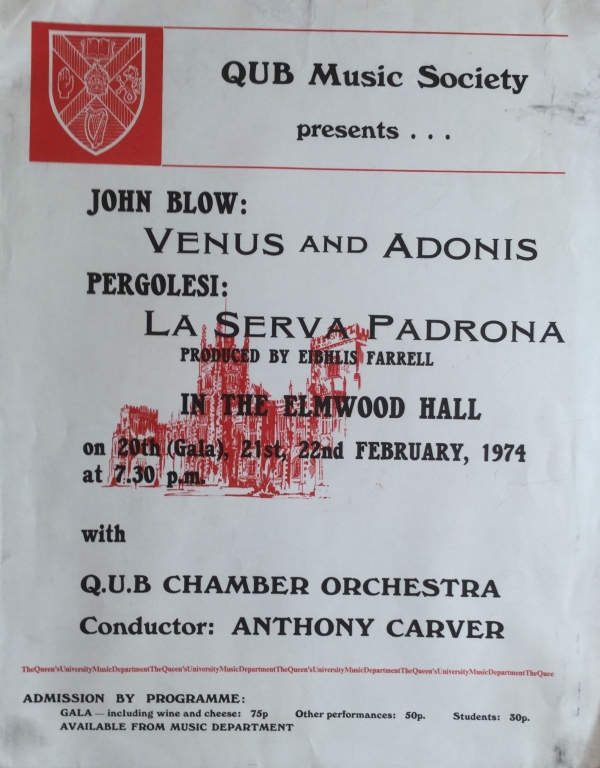 QUB Music Society
presents . . .
JOHN BLOW:
VENUS AND ADONIS
PERGOLESI:
LA SERVA PADRONA
PRODUCED BY EIBHLIS FARRELL
IN THE ELMWOOD HALL
on 20th (Gala), 21st, 22nd FEBRUARY, 1974
at 7.30 p.m.
with
Q.U.B CHAMBER ORCHESTRA
Conductor: ANTHONY CARVER
TheQueen'sUniversityMusicDepartmentTheQueen'sUniversityMusicDepartmentTheQueen'sUniversityMusicDepartmentTheQueen'sUniversityMusicDepartmentTheQuee
ADMISSION BY PROGRAMME:
GALA — including wine and cheese: 75p Other performances: 50p. Students: 30p.
AVAILABLE FROM MUSIC DEPARTMENT